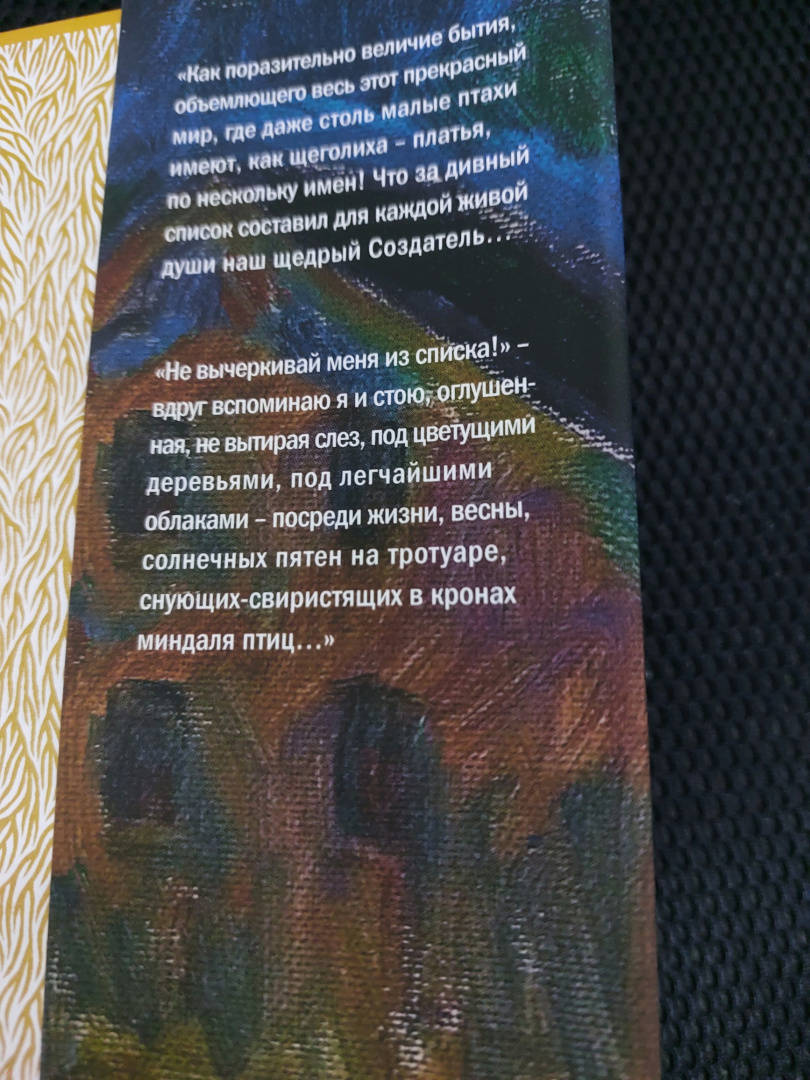 «Как поразительно величие бытия,
объемлющего весь этот прекрасный
мир, где даже столь малые птахи
имеют, как щеголиха – платья,
по нескольку имен! Что за дивный
список составил для каждой живой
души наш щедрый Создатель...
«Не вычеркивай меня из списка!» –
вдруг вспоминаю я и стою, оглушен-
ная, не вытирая слез, под цветущими
деревьями, под легчайшими
облаками – посреди жизни, весны,
солнечных пятен на тротуаре,
снующих-свиристящих в кронах
миндаля птиц...»